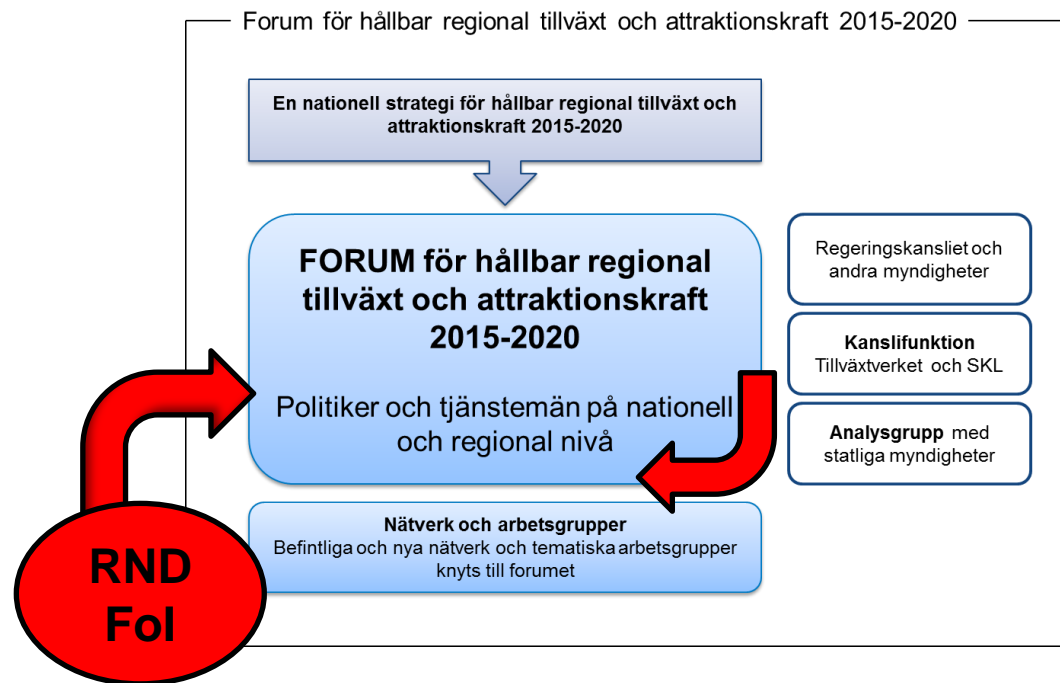 Forum för hållbar regional tillväxt och attraktionskraft 2015-2020
En nationell strategi för hållbar regional tillväxt och
attraktionskraft 2015-2020
FORUM för hållbar regional
tillväxt och attraktionskraft
2015-2020
Politiker och tjänstemän på nationell
och regional nivå
Regeringskansliet och
andra myndigheter
Kanslifunktion
Tillväxtverket och SKL
Analysgrupp med
statliga myndigheter
Nätverk och arbetsgrupper
Befintliga och nya nätverk och tematiska arbetsgrupper
knyts till forumet
RND
FoI